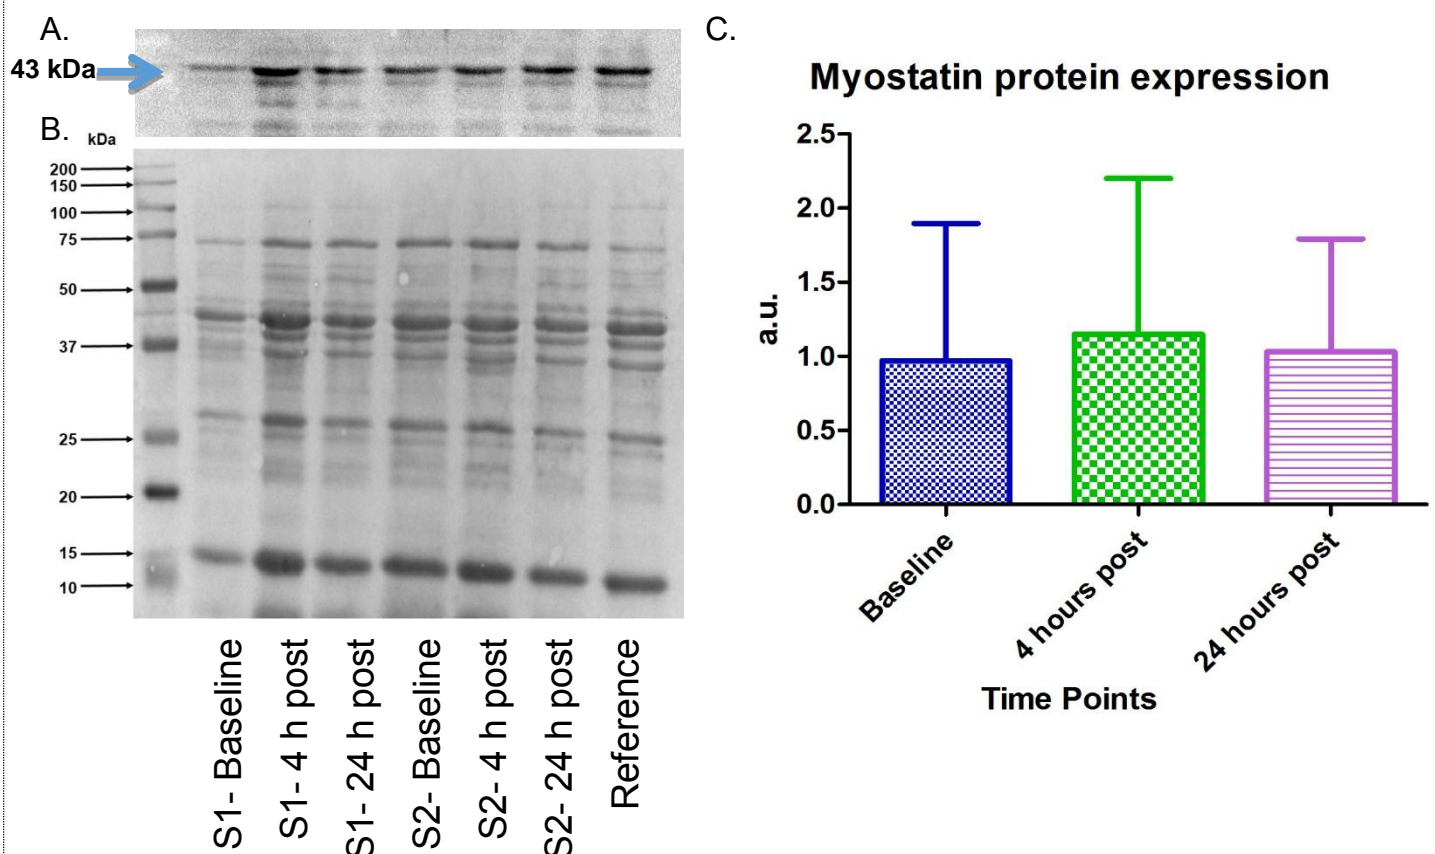 A.
43 kDa
B.
kDa
200
150
100
75
50
37
25
20
15
10
S1- Baseline
S1- 4 h post
S1- 24 h post
S2- Baseline
S2- 4 h post
S2- 24 h post
Reference
C.
Myostatin protein expression
2.5
2.0
1.5
1.0
0.5
0.0
a.u.
Baseline
4 hours post
24 hours post
Time Points